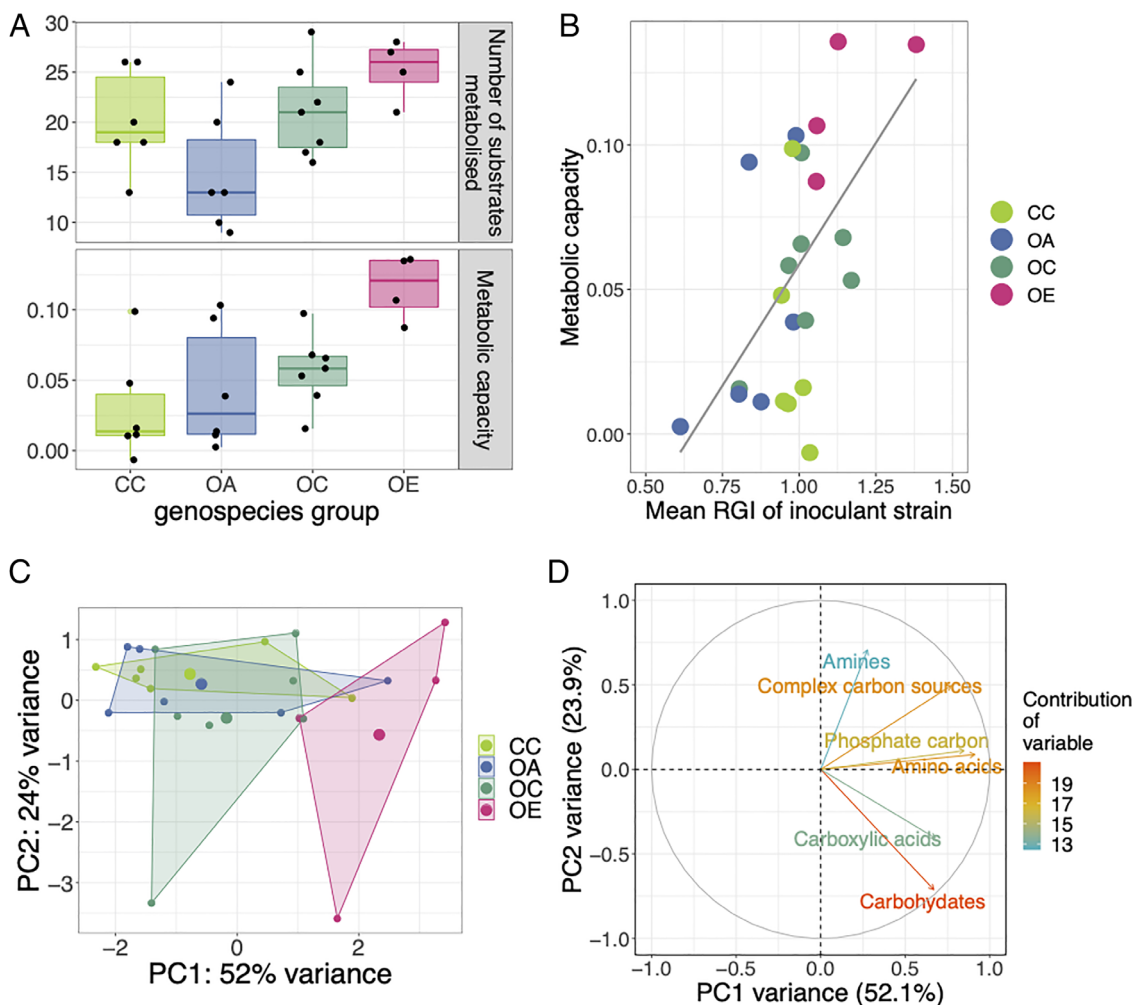 A
30
25
20
15
10
Number of substrates
metabolised
0.10
0.05
0.00
Metabolic capacity
CC OA OC OE
genospecies group
B
Metabolic capacity
0.10
0.05
0.00
0.50 0.75 1.00 1.25 1.50
Mean RGI of inoculant strain
CC
OA
OC
OE
C
PC2: 24% variance
1
0
−1
−2
−3
−2 0 2
PC1: 52% variance
CC
OA
OC
OE
D
PC2 variance (23.9%)
1.0
0.5
0.0
−0.5
−1.0
Amines
Complex carbon sources
Phosphate carbon
Amino acids
Carboxylic acids
Carbohydates
−1.0 −0.5 0.0 0.5 1.0
PC1 variance (52.1%)
Contribution
of
variable
19
17
15
13